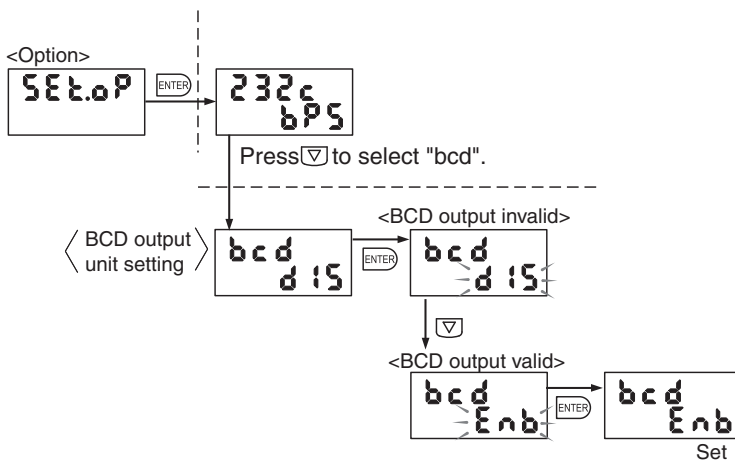 <Option>
SEt.oP
ENTER
232c
bPS
Press ▽ to select "bcd".
BCD output
unit setting
bcd
dIS
ENTER
<BCD output invalid>
bcd
dIS
▽
<BCD output valid>
bcd
Enb
ENTER
bcd
Enb
Set